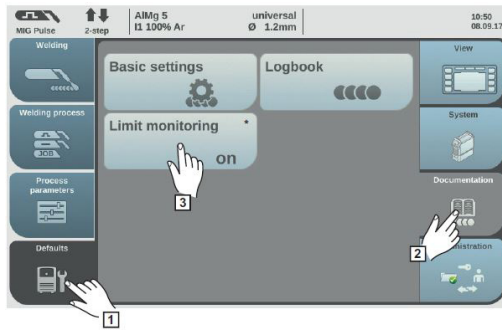 MIG Pulse
2-step
AlMg 5
I1 100% Ar
universal
Ø 1.2mm
10:50
08.09.17
Welding
Welding process
JOB
Process
parameters
Defaults
Basic settings
Logbook
Limit monitoring
on
View
System
Documentation
1
2
3